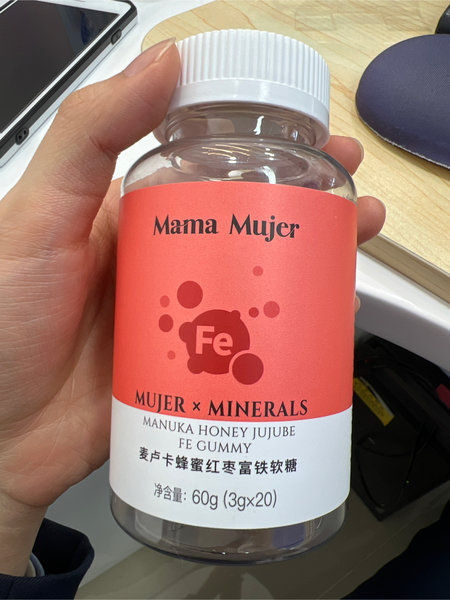 Mama Mujer
Fe
MUJER × MINERALS
MANUKA HONEY JUJUBE
FE GUMMY
麦卢卡蜂蜜红枣富铁软糖
净含量：60g (3g×20)